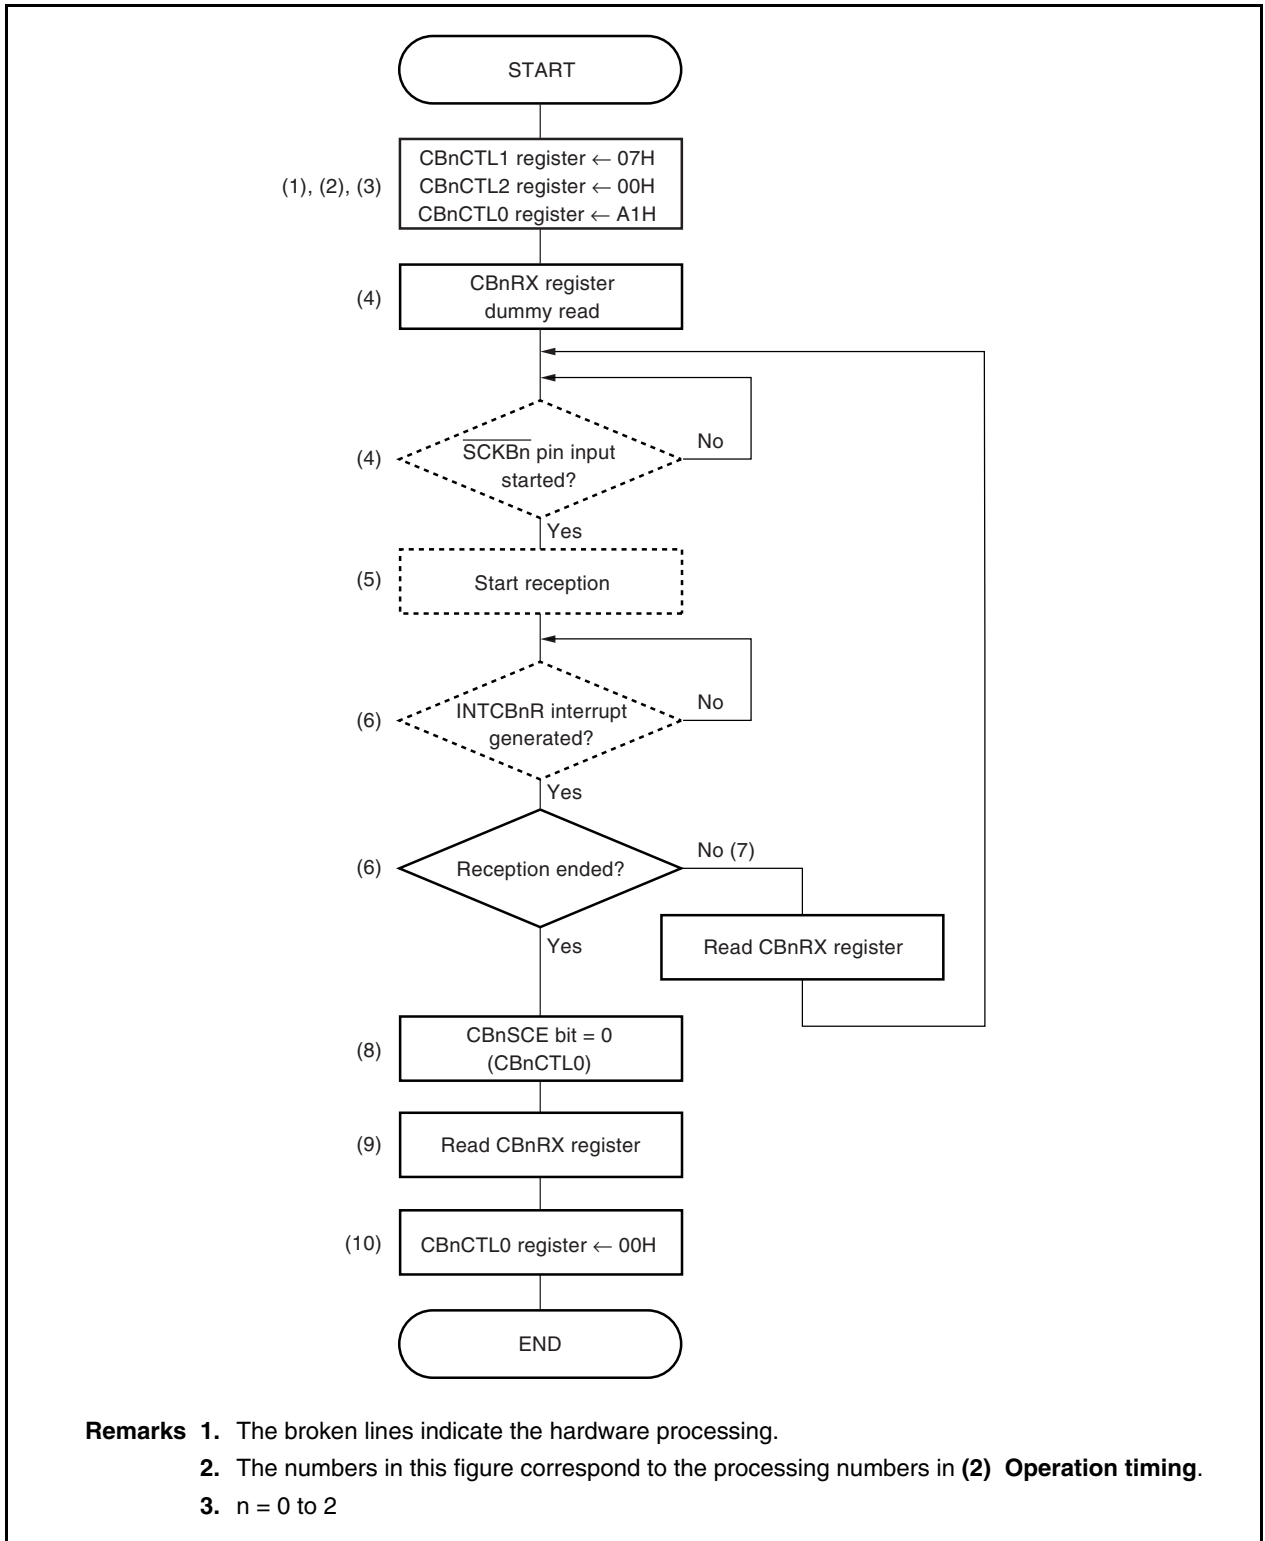 START
(1), (2), (3)
CBnCTL1 register ← 07H
CBnCTL2 register ← 00H
CBnCTL0 register ← A1H
(4)
CBnRX register
dummy read
(4)
SCKBn pin input
started?
No
Yes
(5)
Start reception
(6)
INTCBnR interrupt
generated?
No
Yes
(6)
Reception ended?
No (7)
Yes
Read CBnRX register
(8)
CBnSCE bit = 0
(CBnCTL0)
(9)
Read CBnRX register
(10)
CBnCTL0 register ← 00H
END
Remarks 1. The broken lines indicate the hardware processing.
2. The numbers in this figure correspond to the processing numbers in (2) Operation timing.
3. n = 0 to 2